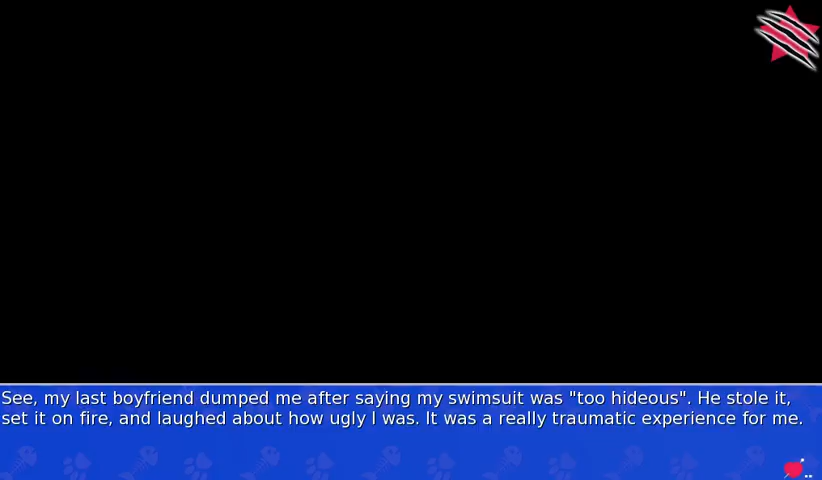 See, my last boyfriend dumped me after saying my swimsuit was "too hideous". He stole it,
set it on fire, and laughed about how ugly I was. It was a really traumatic experience for me.